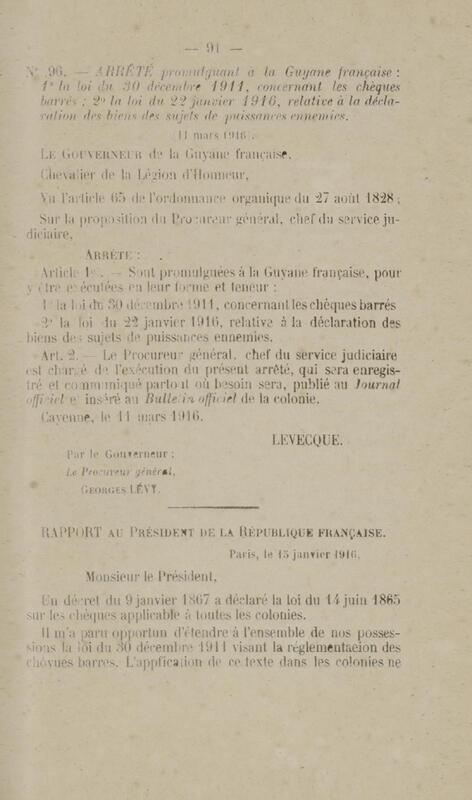 — 91 —
N° 96. — ARRÊTÉ promulguant à la Guyane française :
1° la loi du 30 décembre 1911, concernant les chèques
barrés ; 2° la loi du 22 janvier 1916, relative à la décla-
ration des biens des sujets de puissances ennemies.
(11 mars 1916).
LE GOUVERNEUR de la Guyane française,
Chevalier de la Légion d'Honneur,
Vu l'article 65 de l'ordonnance organique du 27 août 1828 ;
Sur la proposition du Procureur général, chef du service ju-
diciaire,
ARRÊTE :
Article 1er. — Sont promulguées à la Guyane française, pour
y être exécutées en leur forme et teneur :
1° la loi du 30 décembre 1911, concernant les chèques barrés
2° la loi du 22 janvier 1916, relative à la déclaration des
biens des sujets de puissances ennemies.
Art. 2. — Le Procureur général, chef du service judiciaire
est chargé de l'exécution du présent arrêté, qui sera enregis-
tré et communiqué partout où besoin sera, publié au Journal
officiel et inséré au Bulletin officiel de la colonie.
Cayenne, le 11 mars 1916.
LEVECQUE.
Par le Gouverneur :
Le Procureur général,
GEORGES LÉVY.
RAPPORT AU PRÉSIDENT DE LA RÉPUBLIQUE FRANÇAISE.
Paris, le 15 janvier 1916.
Monsieur le Président,
Un décret du 9 janvier 1867 a déclaré la loi du 14 juin 1865
sur les chèques applicable à toutes les colonies.
Il m'a paru opportun d'étendre à l'ensemble de nos posses-
sions la loi du 30 décembre 1911 visant la réglementacion des
chèvues barres. L'appfication de ce texte dans les colonies ne